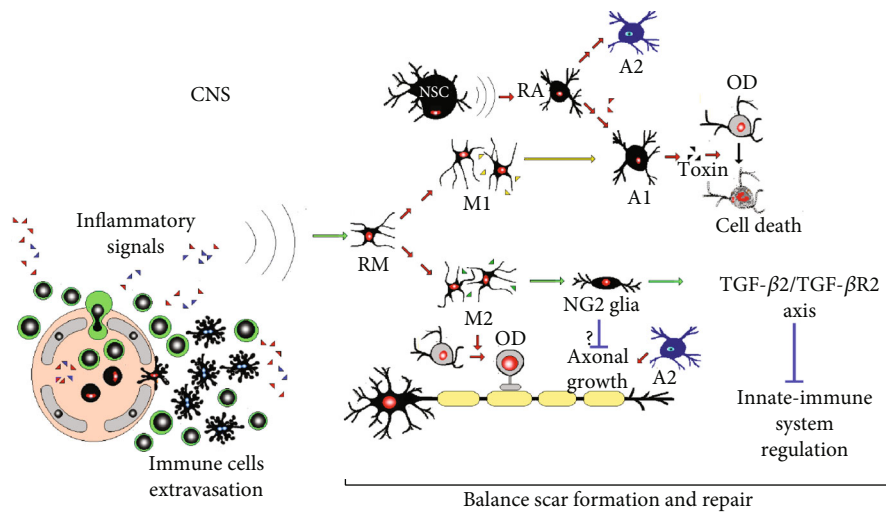 CNS
NSC
RA
A2
OD
M1
A1
Toxin
Cell death
Inflammatory
signals
RM
M2
NG2 glia
TGF-β2/TGF-βR2
axis
OD
?
Axonal
growth
A2
Innate-immune
system
regulation
Immune cells
extravasation
Balance scar formation and repair